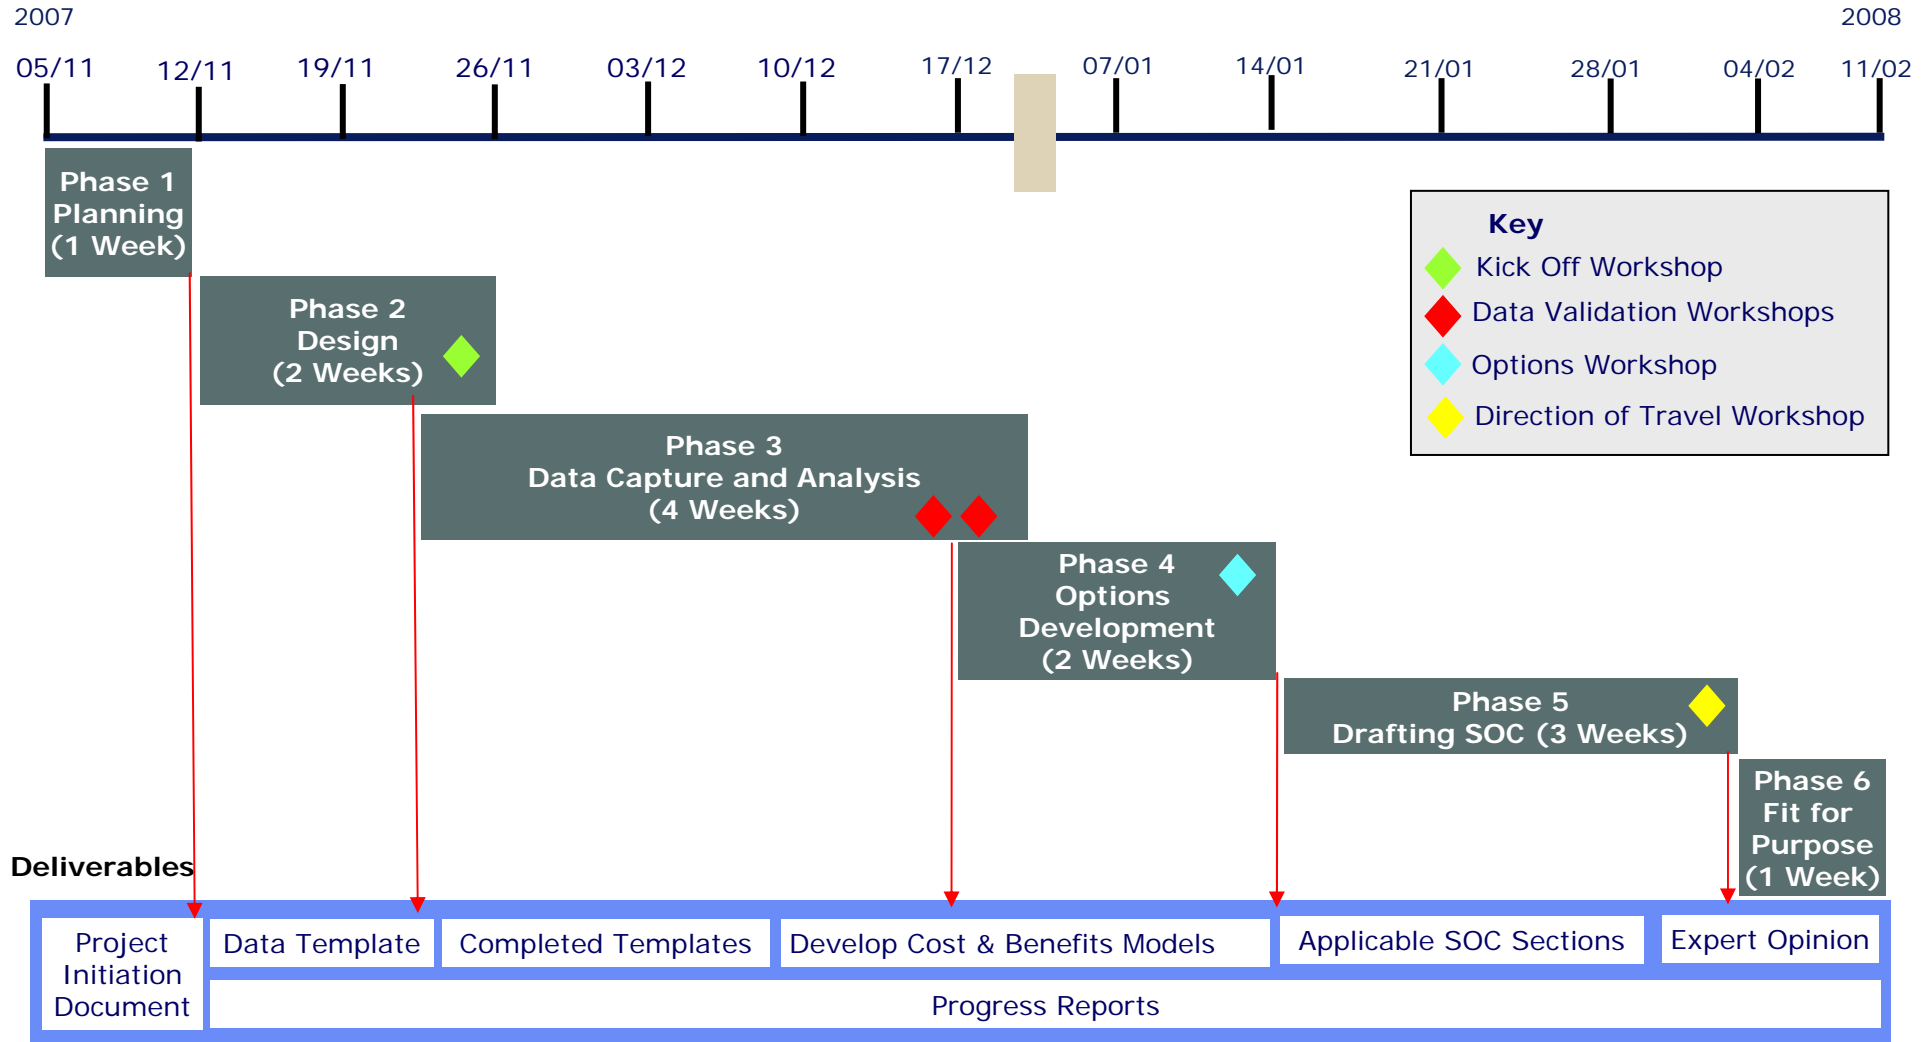 2007
2008
05/11
12/11
19/11
26/11
03/12
10/12
17/12
07/01
14/01
21/01
28/01
04/02
11/02
Phase 1
Planning
(1 Week)
Key
Kick Off Workshop
Data Validation Workshops
Options Workshop
Direction of Travel Workshop
Phase 2
Design
(2 Weeks)
Phase 3
Data Capture and Analysis
(4 Weeks)
Phase 4
Options
Development
(2 Weeks)
Phase 5
Drafting SOC (3 Weeks)
Phase 6
Fit for
Purpose
(1 Week)
Deliverables
Project
Initiation
Document
Data Template
Completed Templates
Develop Cost & Benefits Models
Applicable SOC Sections
Expert Opinion
Progress Reports